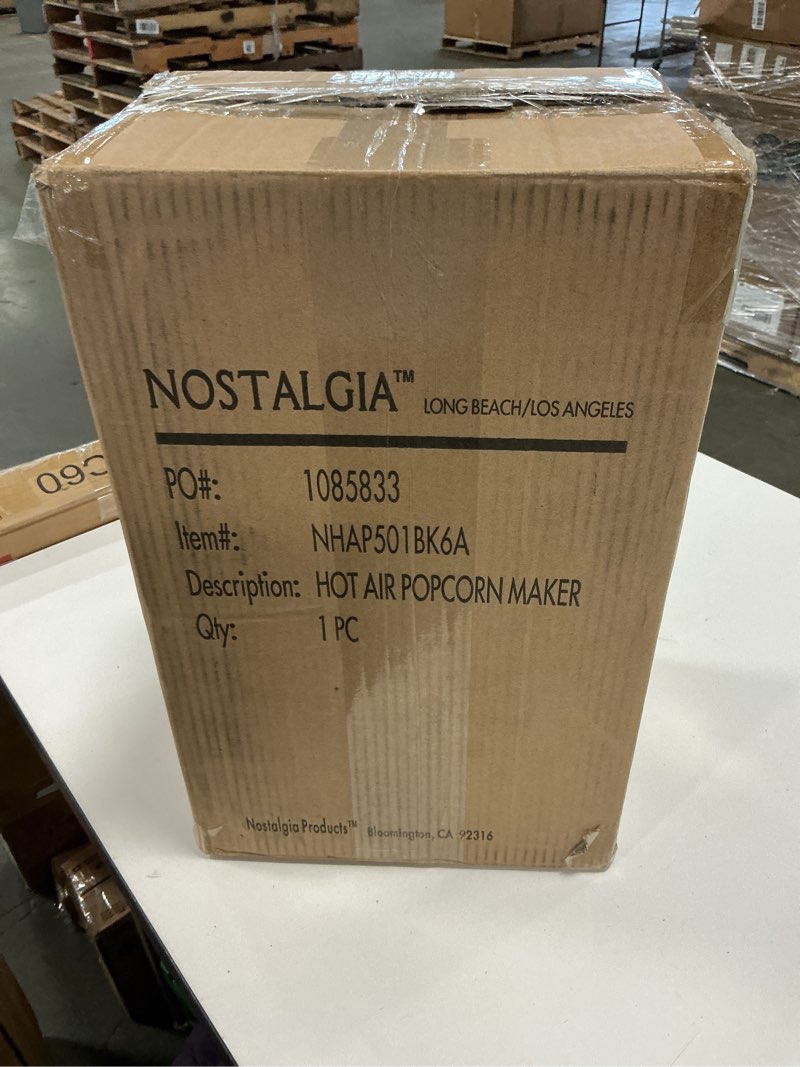 NOSTALGIA™ LONG BEACH/LOS ANGELES
PO#: 1085833
Item#: NHAP501BK6A
Description: HOT AIR POPCORN MAKER
Qty: 1 PC
Nostalgia Products™ Bloomington, CA 92316